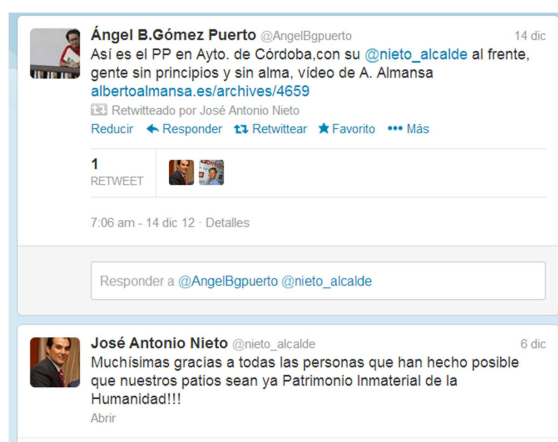 Ángel B.Gómez Puerto @AngelBgpuerto 14 dic
Así es el PP en Ayto. de Córdoba,con su @nieto_alcalde al frente,
gente sin principios y sin alma, vídeo de A. Almansa
albertoalmansa.es/archives/4659
Retwitteado por José Antonio Nieto
Reducir Responder Retwittear Favorito Más
1
RETWEET
7:06 am - 14 dic 12 · Detalles
Responder a @AngelBgpuerto @nieto_alcalde
José Antonio Nieto @nieto_alcalde 6 dic
Muchísimas gracias a todas las personas que han hecho posible
que nuestros patios sean ya Patrimonio Inmaterial de la
Humanidad!!!
Abrir